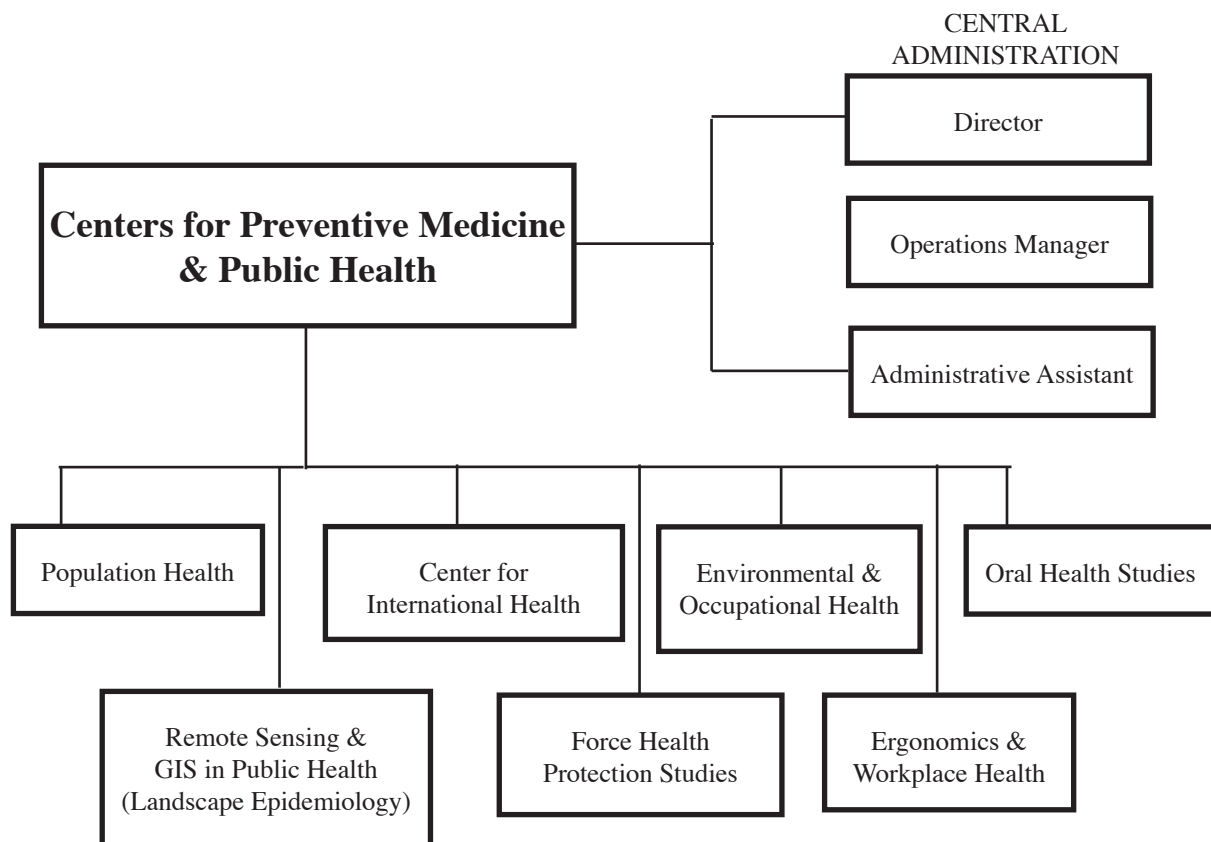 CENTRAL
ADMINISTRATION
Director
Centers for Preventive Medicine
& Public Health
Operations Manager
Administrative Assistant
Population Health
Center for
International Health
Environmental &
Occupational Health
Oral Health Studies
Remote Sensing &
GIS in Public Health
(Landscape Epidemiology)
Force Health
Protection Studies
Ergonomics &
Workplace Health